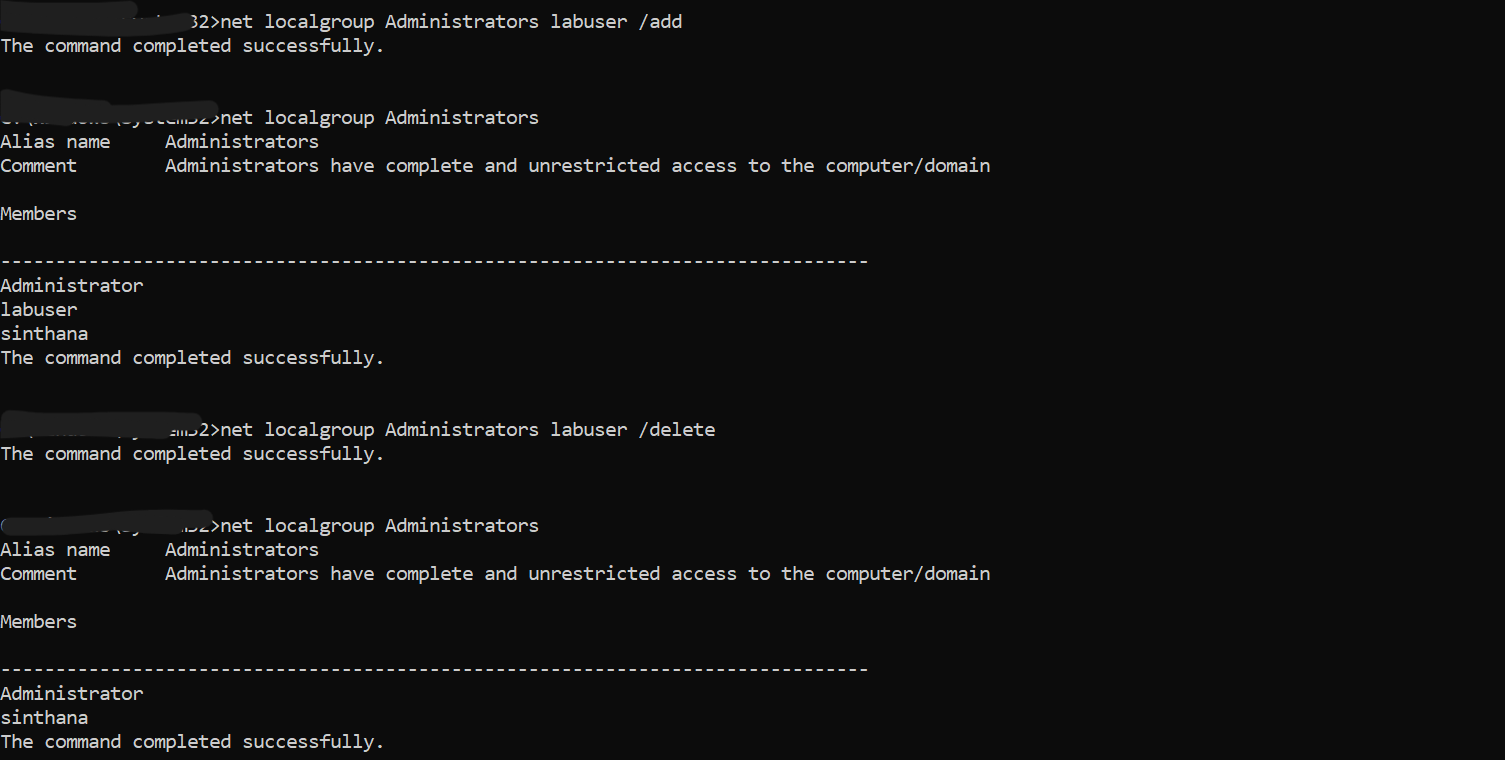 32>net localgroup Administrators labuser /add
The command completed successfully.
>net localgroup Administrators
Alias name     Administrators
Comment        Administrators have complete and unrestricted access to the computer/domain
Members
-------------------------------------------------------------------------------
Administrator
labuser
sinthana
The command completed successfully.
>net localgroup Administrators labuser /delete
The command completed successfully.
>net localgroup Administrators
Alias name     Administrators
Comment        Administrators have complete and unrestricted access to the computer/domain
Members
-------------------------------------------------------------------------------
Administrator
sinthana
The command completed successfully.